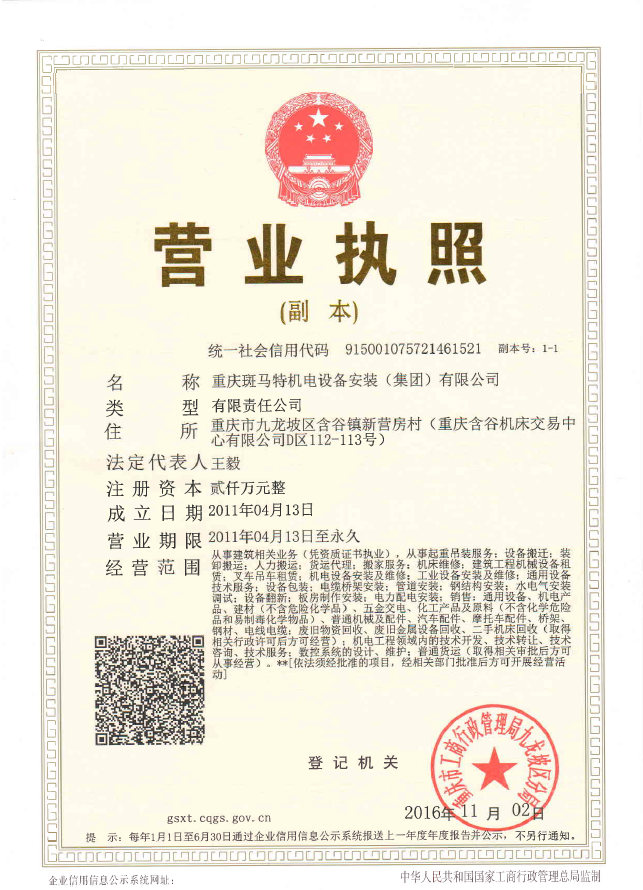 营业执照
(副 本)
统一社会信用代码 915001075721461521 副本号：1-1
名 称 重庆斑马特机电设备安装（集团）有限公司
类 型 有限责任公司
住 所 重庆市九龙坡区含谷镇新营房村（重庆含谷机床交易中
心有限公司D区112-113号）
法定代表人 王毅
注册资本 贰仟万元整
成立日期 2011年04月13日
营业期限 2011年04月13日至永久
经营范围 从事建筑相关业务（凭资质证书执业），从事起重吊装服务；设备搬迁；装
卸搬运；人力搬运；货运代理；搬家服务；机床维修；建筑工程机械设备租
赁；叉车吊车租赁；机电设备安装及维修；工业设备安装及维修；通用设备
技术服务；设备包装；电缆桥架安装；管道安装；钢结构安装；水电气安装
调试；设备翻新；板房制作安装；电力配电安装；销售：通用设备、机电产
品、建材（不含危险化学品）、五金交电、化工产品及原料（不含化学危险
品和易制毒化学物品）、普通机械及配件、汽车配件、摩托车配件、桥架、
钢材、电线电缆；废旧物资回收、废旧金属设备回收、二手机床回收（取得
相关行政许可后方可经营）；机电工程领域内的技术开发、技术转让、技术
咨询、技术服务；数控系统的设计、维护；普通货运（取得相关审批后方可
从事经营）。**[依法须经批准的项目，经相关部门批准后方可开展经营活
动]
登记机关
重庆市工商行政管理局九龙坡区分局
gsxt.cqgs.gov.cn
2016年11月02日
提 示：每年1月1日至6月30日通过企业信用信息公示系统报送上一年度年度报告并公示，不另行通知。
企业信用信息公示系统网址：
中华人民共和国国家工商行政管理总局监制